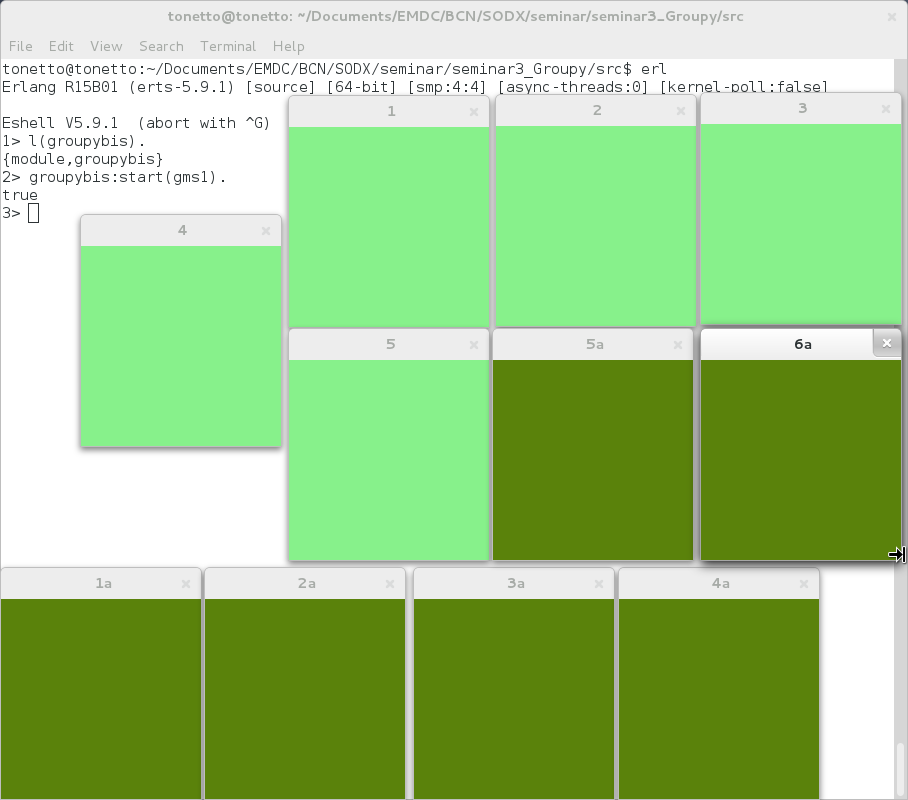 tonetto@tonetto: ~/Documents/EMDC/BCN/SODX/seminar/seminar3_Groupy/src
File Edit View Search Terminal Help
tonetto@tonetto:~/Documents/EMDC/BCN/SODX/seminar/seminar3_Groupy/src$ erl
Erlang R15B01 (erts-5.9.1) [source] [64-bit] [smp:4:4] [async-threads:0] [kernel-poll:false]
Eshell V5.9.1  (abort with ^G)
1> l(groupybis).
{module,groupybis}
2> groupybis:start(gms1).
true
3>
1
2
3
4
5
5a
6a
1a
2a
3a
4a